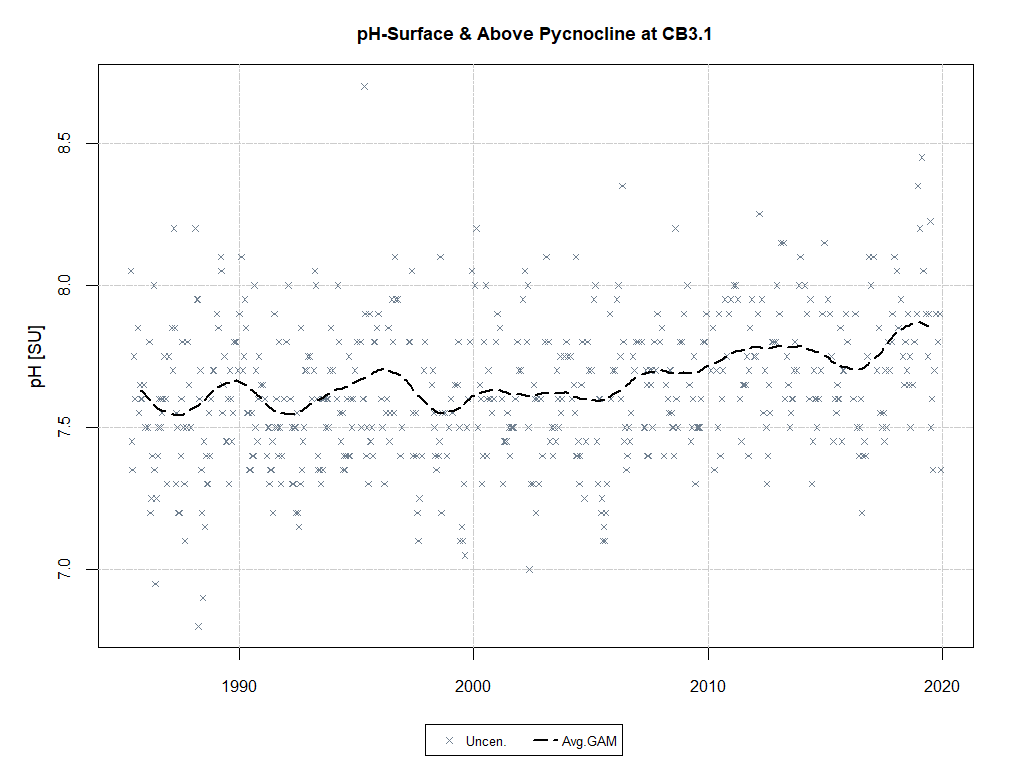 pH-Surface & Above Pycnocline at CB3.1
pH [SU]
8.5
8.0
7.5
7.0
1990 2000 2010 2020
Uncen. Avg.GAM